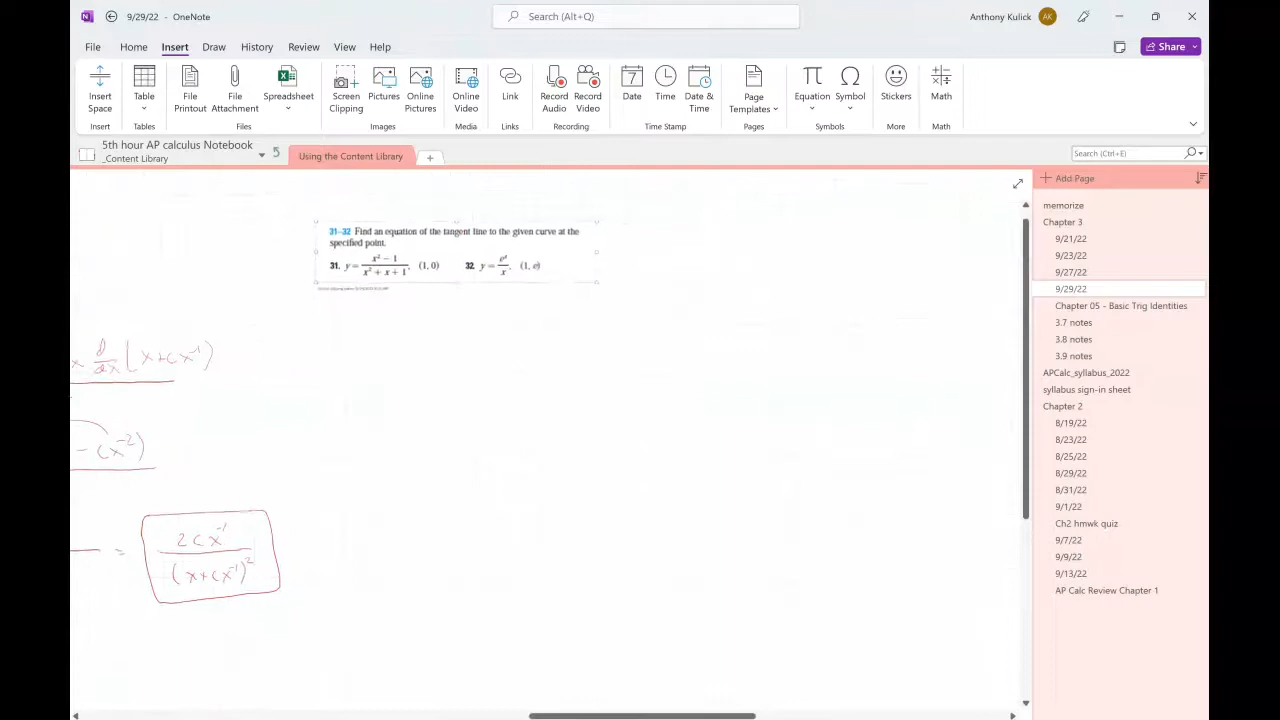 9/29/22 - OneNote
Search (Alt+Q)
Anthony Kulick
AK
File Home Insert Draw History Review View Help
Share
Insert Space
Table
File Printout
File Attachment
Spreadsheet
Screen Clipping
Pictures
Online Pictures
Online Video
Link
Record Audio
Record Video
Date
Time
Date & Time
Page Templates
Equation
Symbol
Stickers
Math
Insert Tables Files Images Media Links Recording Time Stamp Pages Symbols More Math
5th hour AP calculus Notebook
_Content Library
Using the Content Library
Search (Ctrl+E)
Add Page
memorize
Chapter 3
9/21/22
9/23/22
9/27/22
9/29/22
Chapter 05 - Basic Trig Identities
3.7 notes
3.8 notes
3.9 notes
APCalc_syllabus_2022
syllabus sign-in sheet
Chapter 2
8/19/22
8/23/22
8/25/22
8/29/22
8/31/22
9/1/22
Ch2 hmwk quiz
9/7/22
9/9/22
9/13/22
AP Calc Review Chapter 1
31–32 Find an equation of the tangent line to the given curve at the
specified point.
31. y = (x² − 1)/(x² + x + 1), (1, 0) 32. y = eˣ/x, (1, e)
x d/dx (x+cx⁻¹)
− cx⁻²)
= 2cx⁻¹/(x+cx⁻¹)²